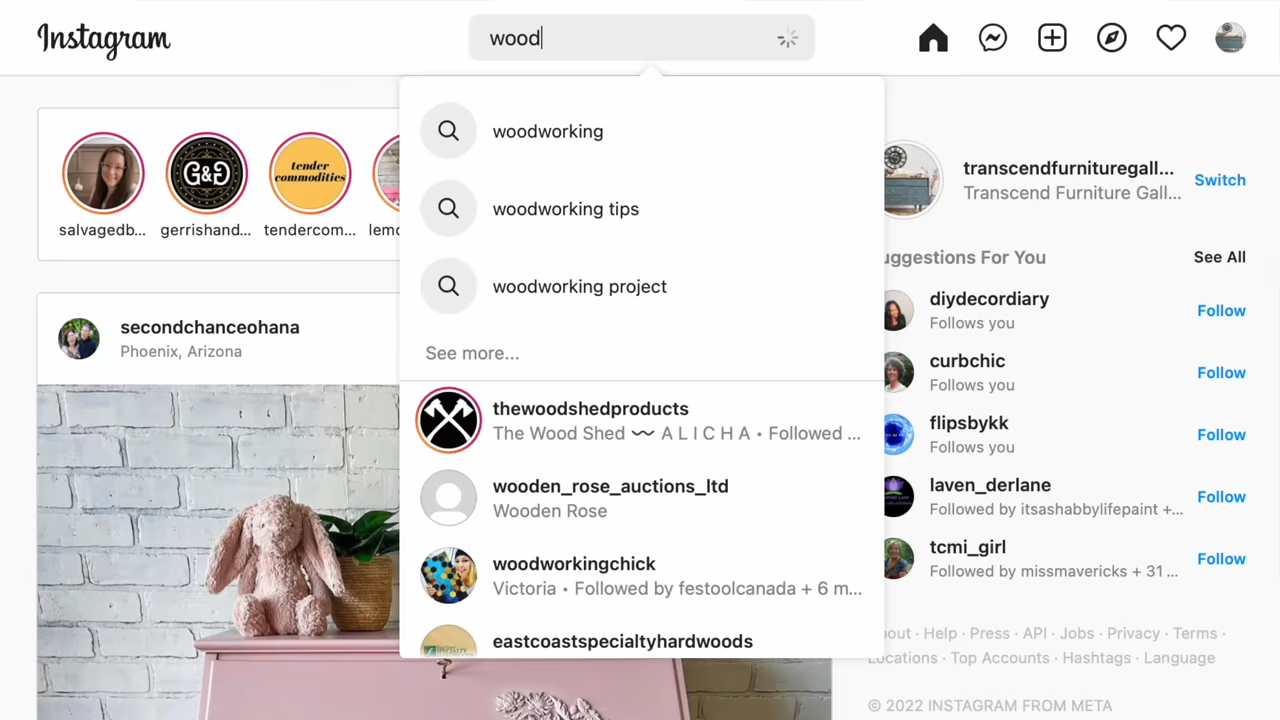 Instagram
wood
woodworking
woodworking tips
woodworking project
See more...
thewoodshedproducts
The Wood Shed 〰 A L I C H A • Followed ...
wooden_rose_auctions_ltd
Wooden Rose
woodworkingchick
Victoria • Followed by festoolcanada + 6 m...
eastcoastspecialtyhardwoods
G&G
tender
commodities
salvagedb...
gerrishand...
tendercom...
lemo
secondchanceohana
Phoenix, Arizona
transcendfurnituregall...
Transcend Furniture Gall...
Switch
uggestions For You
See All
diydecordiary
Follows you
Follow
curbchic
Follows you
Follow
flipsbykk
Follows you
Follow
laven_derlane
Followed by itsashabbylifepaint +...
Follow
tcmi_girl
Followed by missmavericks + 31 ...
Follow
out · Help · Press · API · Jobs · Privacy · Terms ·
Locations · Top Accounts · Hashtags · Language
© 2022 INSTAGRAM FROM META